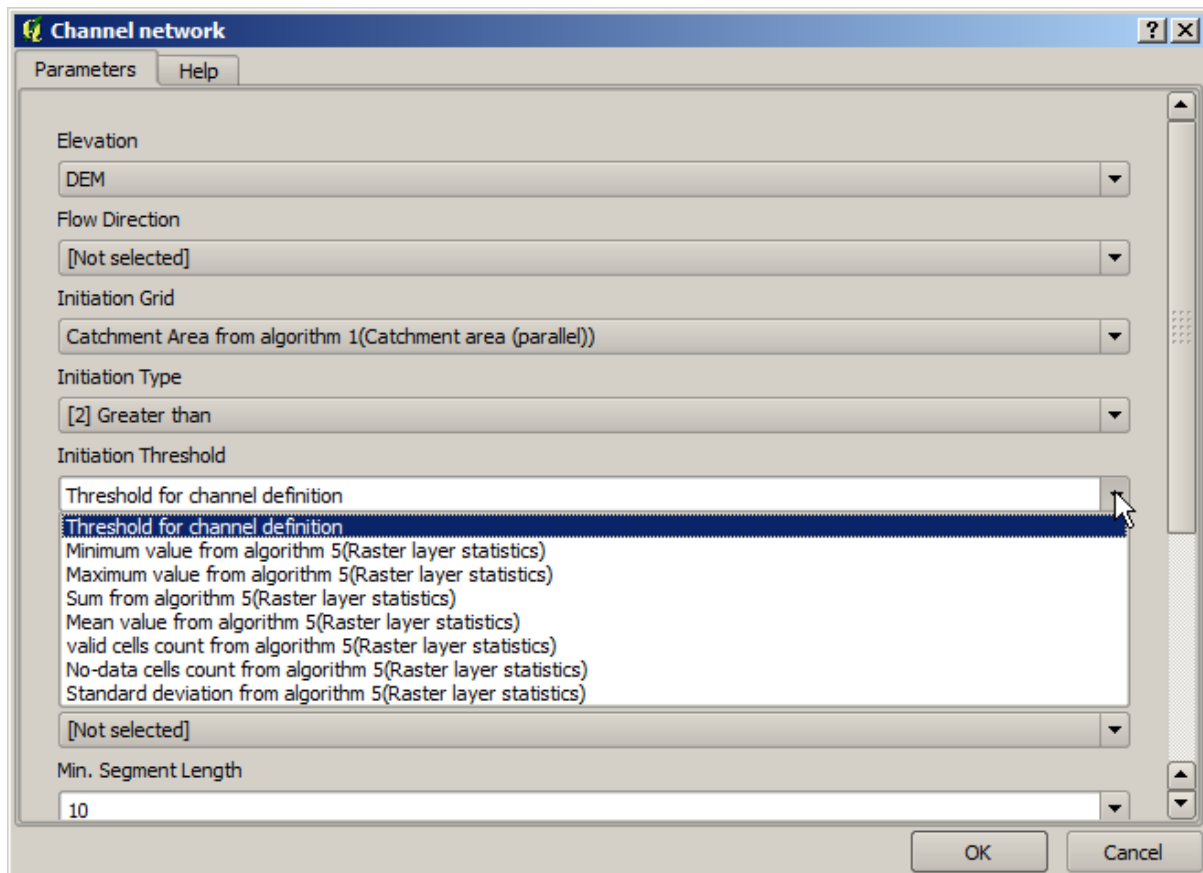 Channel network
Parameters Help
Elevation
DEM
Flow Direction
[Not selected]
Initiation Grid
Catchment Area from algorithm 1(Catchment area (parallel))
Initiation Type
[2] Greater than
Initiation Threshold
Threshold for channel definition
Threshold for channel definition
Minimum value from algorithm 5(Raster layer statistics)
Maximum value from algorithm 5(Raster layer statistics)
Sum from algorithm 5(Raster layer statistics)
Mean value from algorithm 5(Raster layer statistics)
valid cells count from algorithm 5(Raster layer statistics)
No-data cells count from algorithm 5(Raster layer statistics)
Standard deviation from algorithm 5(Raster layer statistics)
[Not selected]
Min. Segment Length
10
OK Cancel